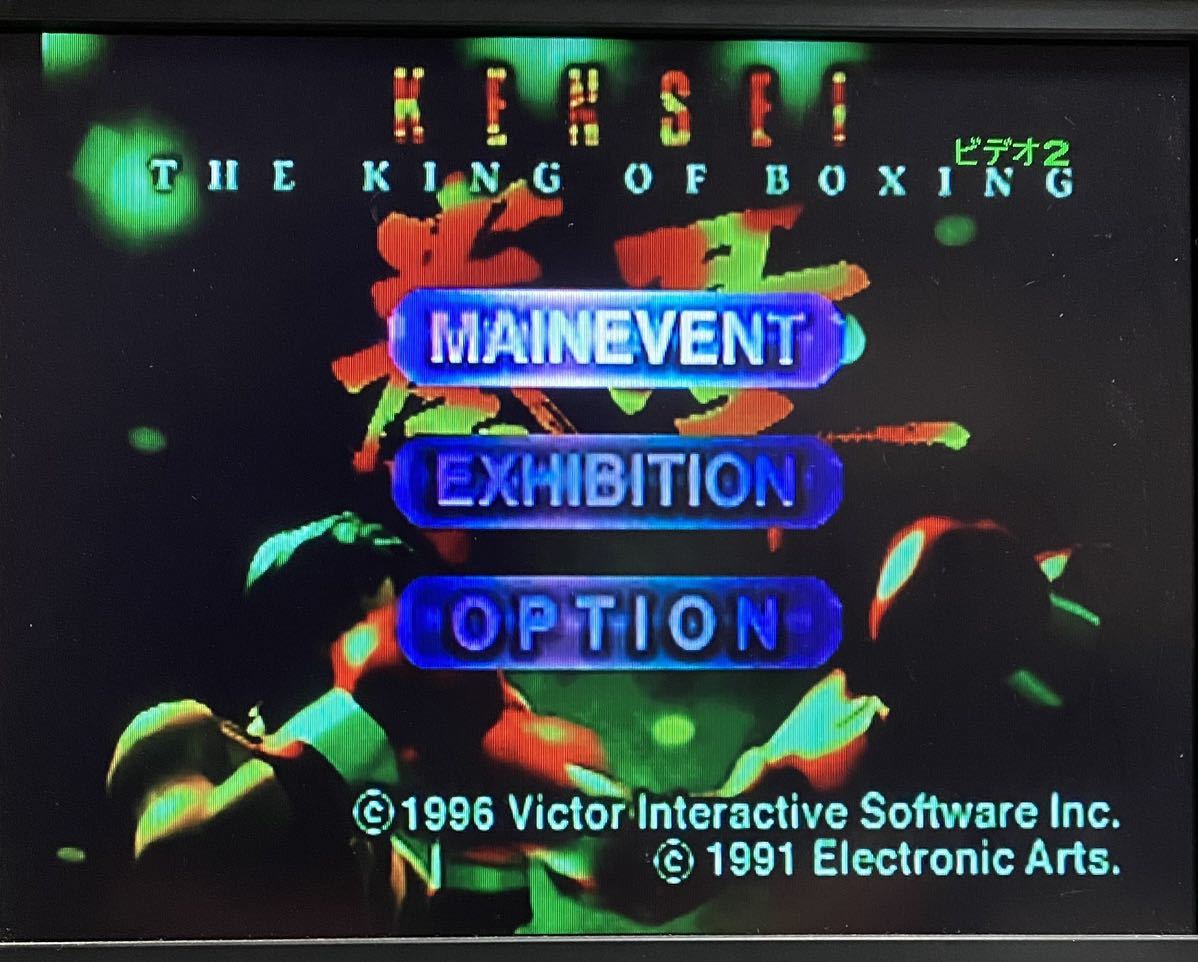 KENSEI
THE KING OF BOXING
ビデオ2
MAINEVENT
EXHIBITION
OPTION
©1996 Victor Interactive Software Inc.
© 1991 Electronic Arts.